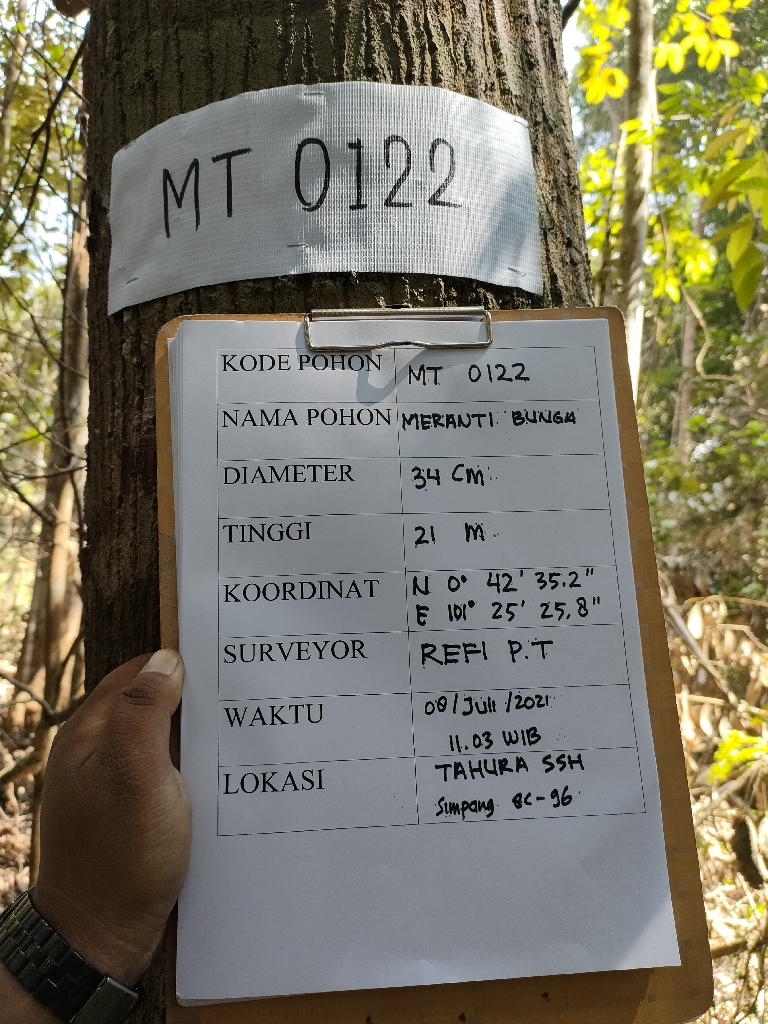 MT 0122
KODE POHON MT 0122
NAMA POHON MERANTI BUNGA
DIAMETER 34 Cm
TINGGI 21 M
KOORDINAT N 0° 42' 35.2"
E 101° 25' 25,8"
SURVEYOR REFI P.T
WAKTU 08/Juli/2021
11.03 WIB
LOKASI TAHURA SSH
Simpang 8C-96